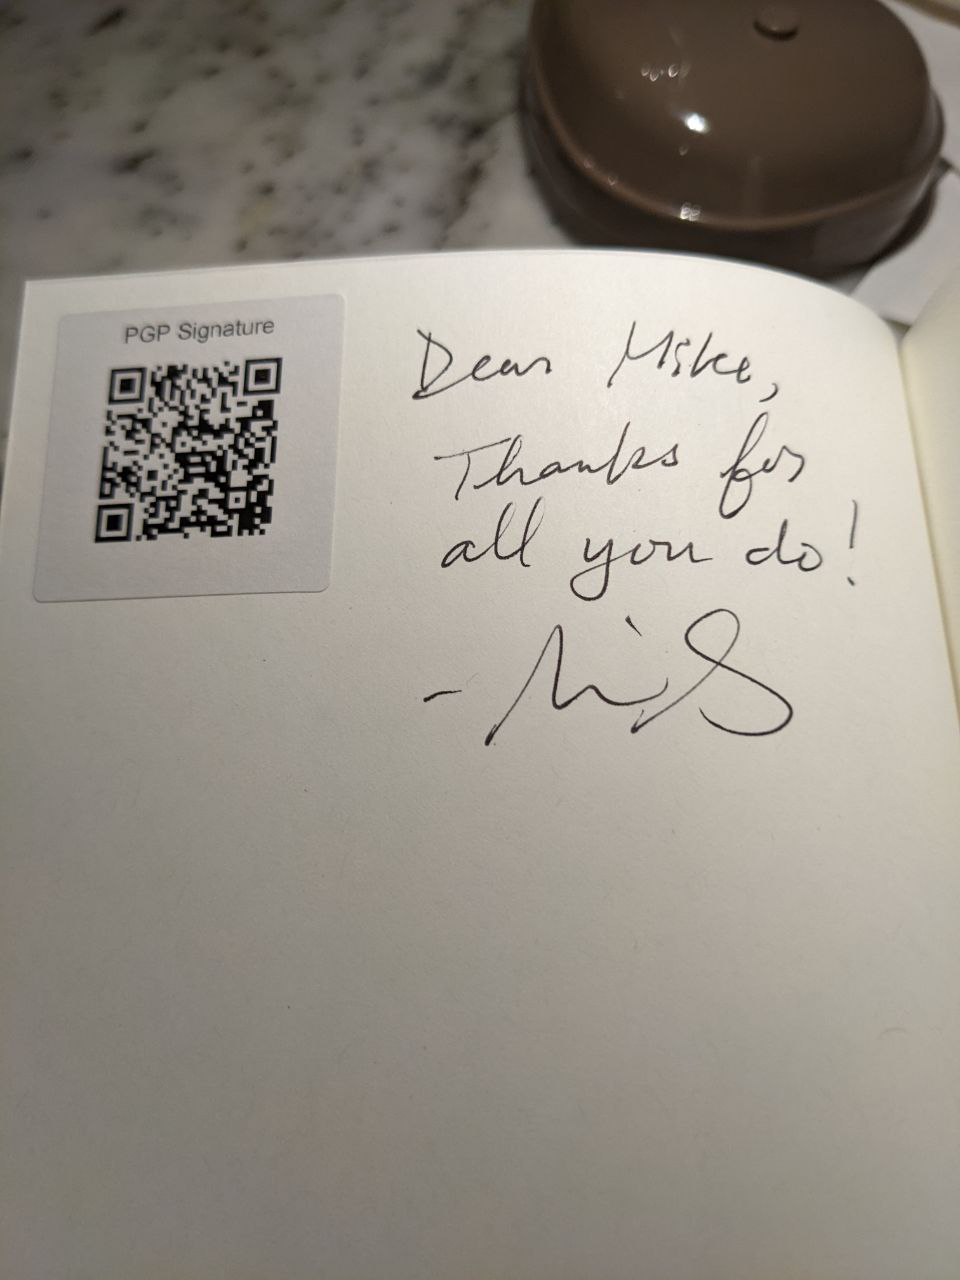 PGP Signature
Dear Mike,
Thanks for
all you do!